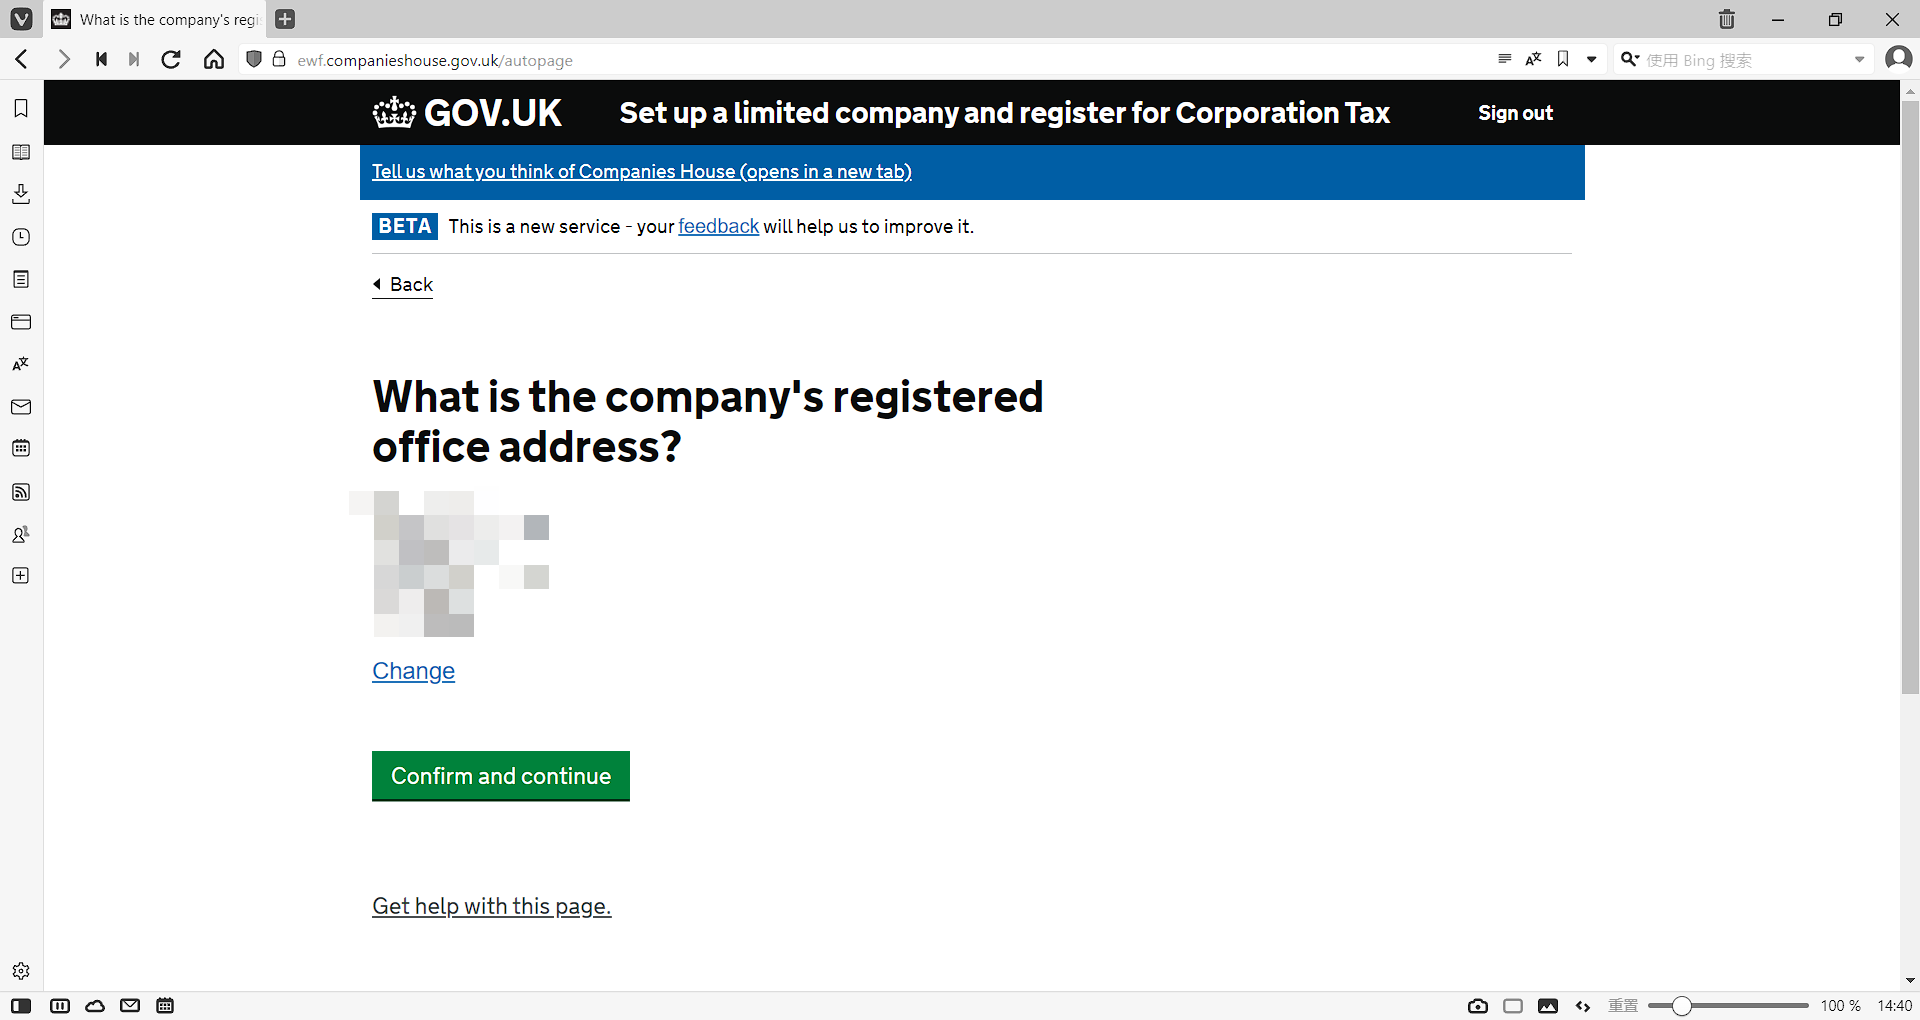 What is the company's regi
ewf.companieshouse.gov.uk/autopage
使用 Bing 搜索
GOV.UK
Set up a limited company and register for Corporation Tax
Sign out
Tell us what you think of Companies House (opens in a new tab)
BETA This is a new service - your feedback will help us to improve it.
Back
What is the company's registered
office address?
Change
Confirm and continue
Get help with this page.
重置
100 %
14:40